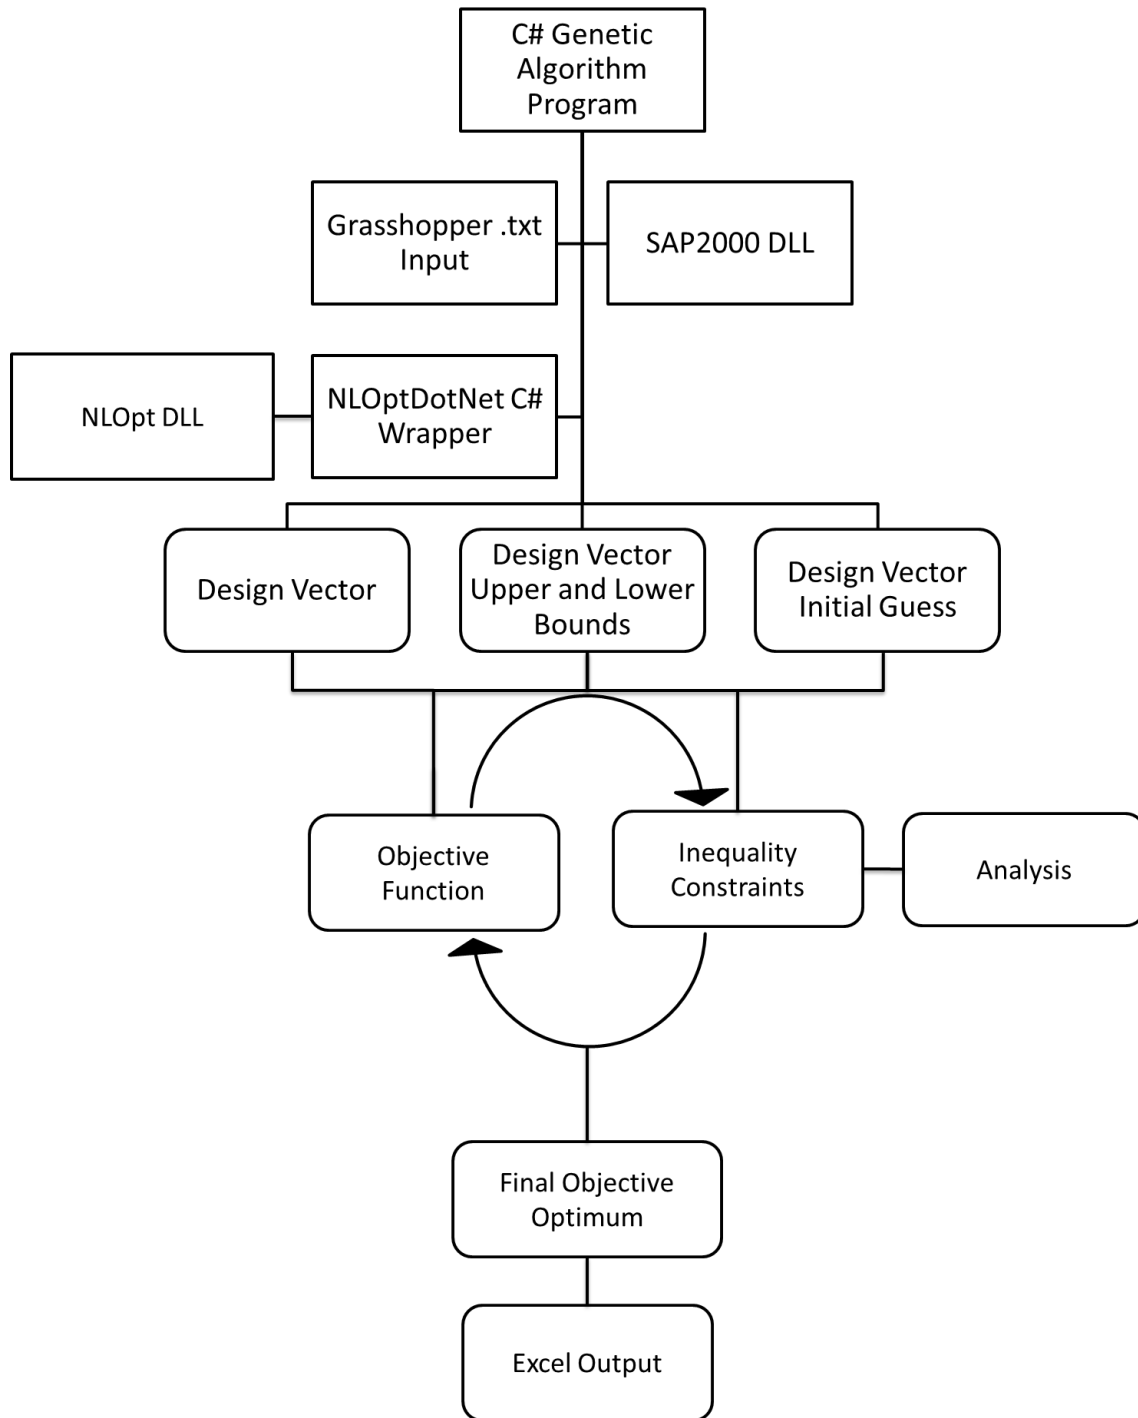 C# Genetic
Algorithm
Program
Grasshopper .txt
Input
SAP2000 DLL
NLOpt DLL
NLOptDotNet C#
Wrapper
Design Vector
Design Vector
Upper and Lower
Bounds
Design Vector
Initial Guess
Objective
Function
Inequality
Constraints
Analysis
Final Objective
Optimum
Excel Output